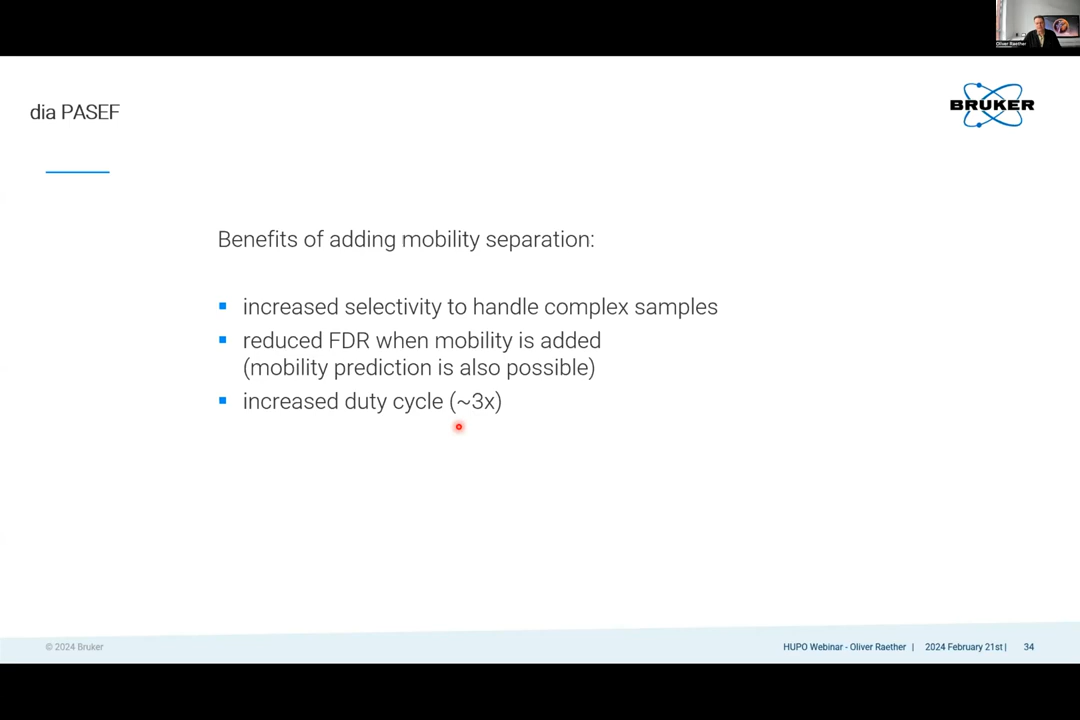 Oliver Raether
dia PASEF
BRUKER
Benefits of adding mobility separation:
▪ increased selectivity to handle complex samples
▪ reduced FDR when mobility is added
(mobility prediction is also possible)
▪ increased duty cycle (~3x)
© 2024 Bruker
HUPO Webinar - Oliver Raether | 2024 February 21st | 34